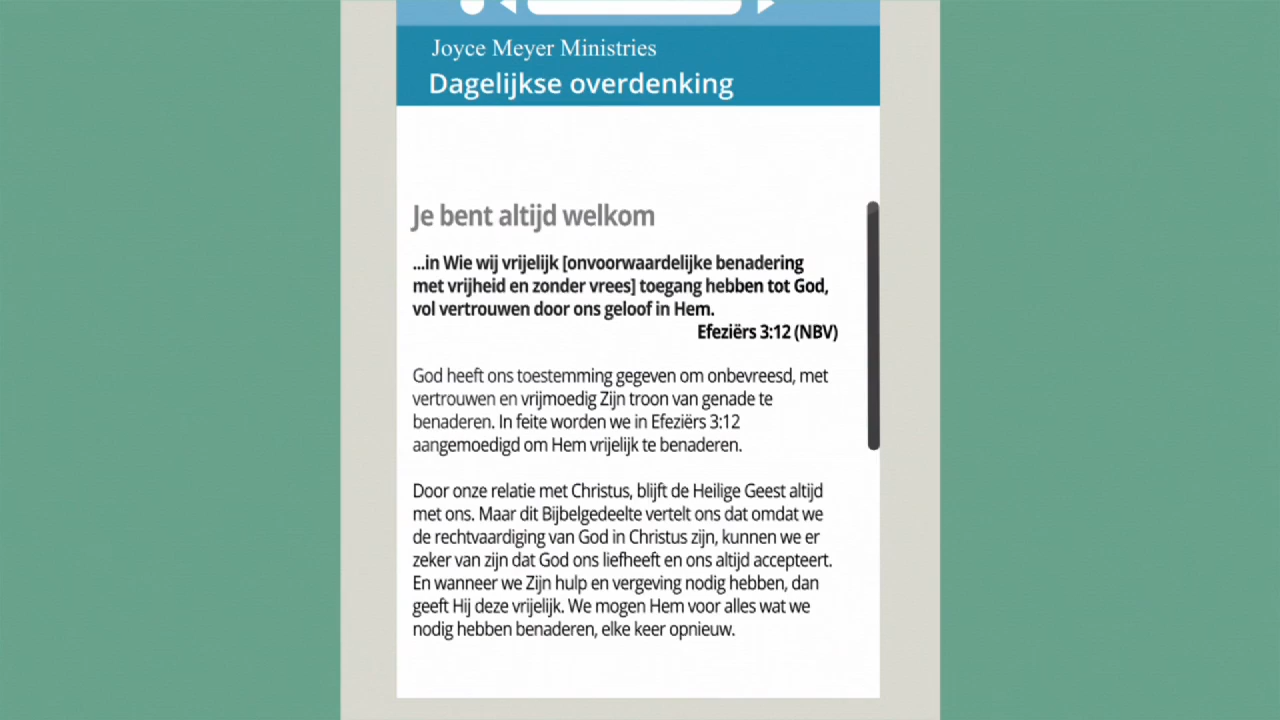 Joyce Meyer Ministries
Dagelijkse overdenking
Je bent altijd welkom
...in Wie wij vrijelijk [onvoorwaardelijke benadering
met vrijheid en zonder vrees] toegang hebben tot God,
vol vertrouwen door ons geloof in Hem.
Efeziërs 3:12 (NBV)
God heeft ons toestemming gegeven om onbevreesd, met
vertrouwen en vrijmoedig Zijn troon van genade te
benaderen. In feite worden we in Efeziërs 3:12
aangemoedigd om Hem vrijelijk te benaderen.
Door onze relatie met Christus, blijft de Heilige Geest altijd
met ons. Maar dit Bijbelgedeelte vertelt ons dat omdat we
de rechtvaardiging van God in Christus zijn, kunnen we er
zeker van zijn dat God ons liefheeft en ons altijd accepteert.
En wanneer we Zijn hulp en vergeving nodig hebben, dan
geeft Hij deze vrijelijk. We mogen Hem voor alles wat we
nodig hebben benaderen, elke keer opnieuw.